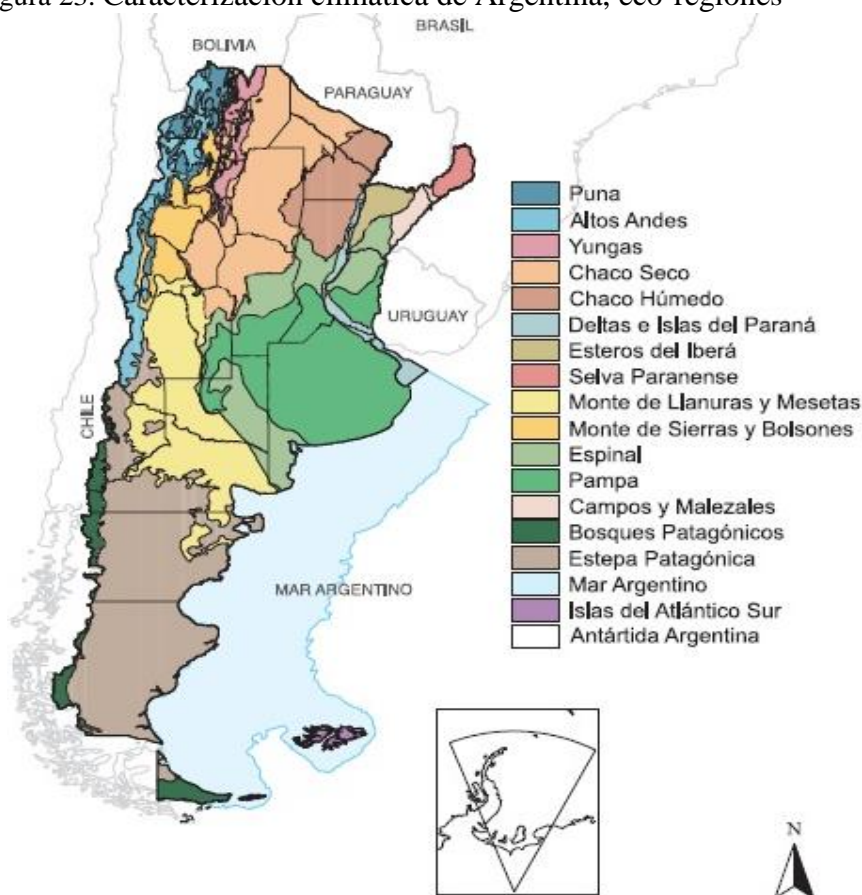 gura 23. Caracterización climática de Argentina, eco-regiones
BRASIL
BOLIVIA
PARAGUAY
URUGUAY
CHILE
MAR ARGENTINO
Puna
Altos Andes
Yungas
Chaco Seco
Chaco Húmedo
Deltas e Islas del Paraná
Esteros del Iberá
Selva Paranense
Monte de Llanuras y Mesetas
Monte de Sierras y Bolsones
Espinal
Pampa
Campos y Malezales
Bosques Patagónicos
Estepa Patagónica
Mar Argentino
Islas del Atlántico Sur
Antártida Argentina
N